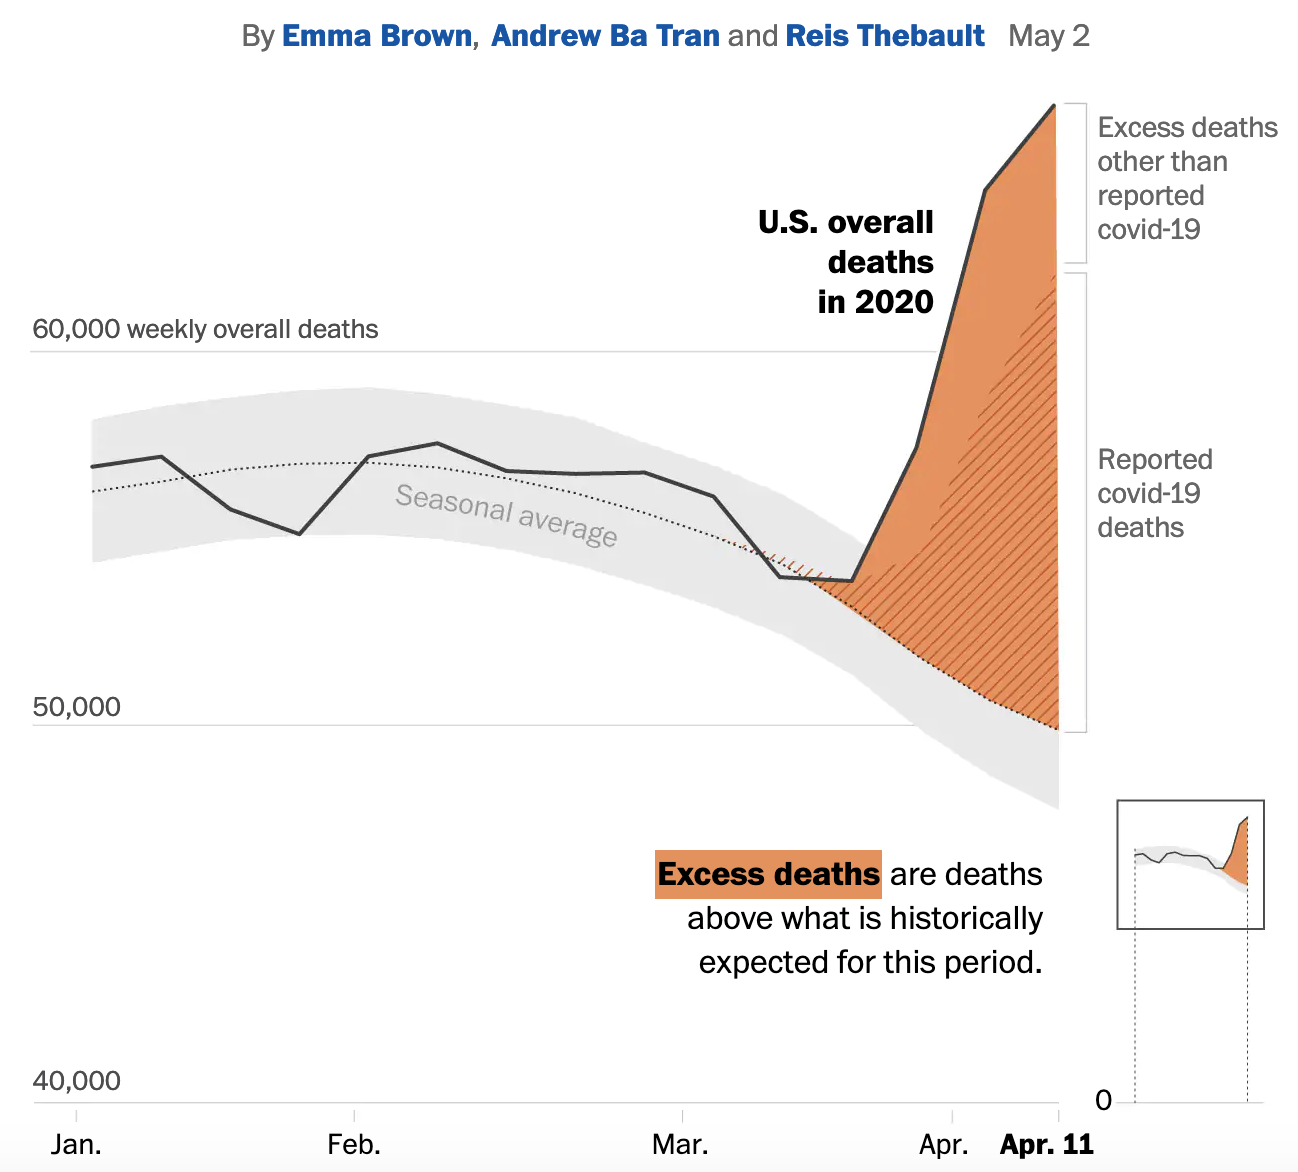 By Emma Brown, Andrew Ba Tran and Reis Thebault May 2
Excess deaths
other than
reported
covid-19
U.S. overall
deaths
in 2020
60,000 weekly overall deaths
Reported
covid-19
deaths
Seasonal average
50,000
Excess deaths are deaths
above what is historically
expected for this period.
40,000
0
Jan. Feb. Mar. Apr. Apr. 11